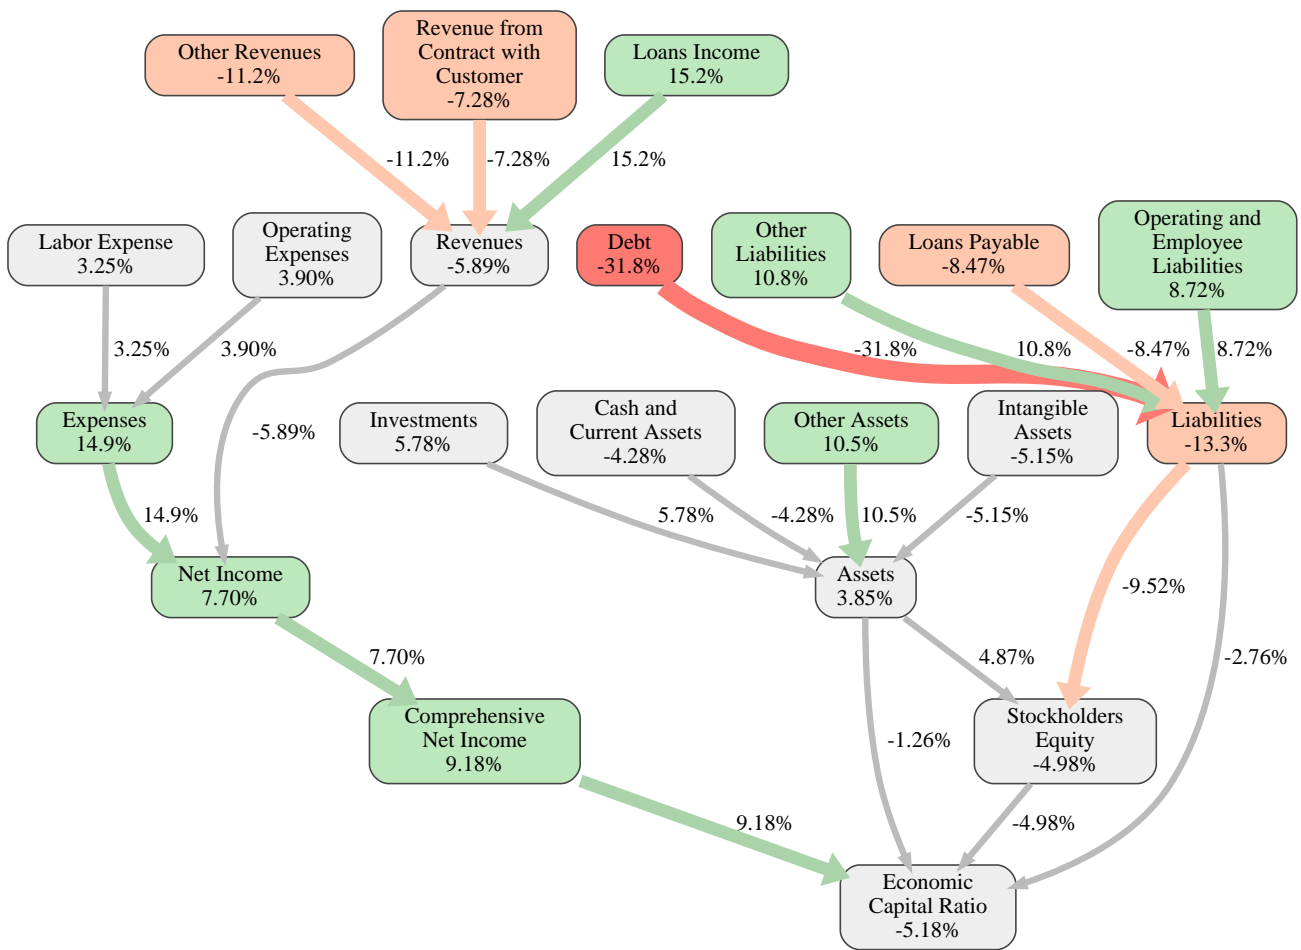 Other Revenues
-11.2%
Revenue from
Contract with
Customer
-7.28%
Loans Income
15.2%
-11.2%
-7.28%
15.2%
Labor Expense
3.25%
Operating
Expenses
3.90%
Revenues
-5.89%
Debt
-31.8%
Other
Liabilities
10.8%
Loans Payable
-8.47%
Operating and
Employee
Liabilities
8.72%
3.25%
3.90%
-31.8%
10.8%
-8.47%
8.72%
Expenses
14.9%
-5.89%
Investments
5.78%
Cash and
Current Assets
-4.28%
Other Assets
10.5%
Intangible
Assets
-5.15%
Liabilities
-13.3%
14.9%
5.78%
-4.28%
10.5%
-5.15%
Net Income
7.70%
Assets
3.85%
-9.52%
7.70%
4.87%
-2.76%
Comprehensive
Net Income
9.18%
-1.26%
Stockholders
Equity
-4.98%
9.18%
-4.98%
Economic
Capital Ratio
-5.18%